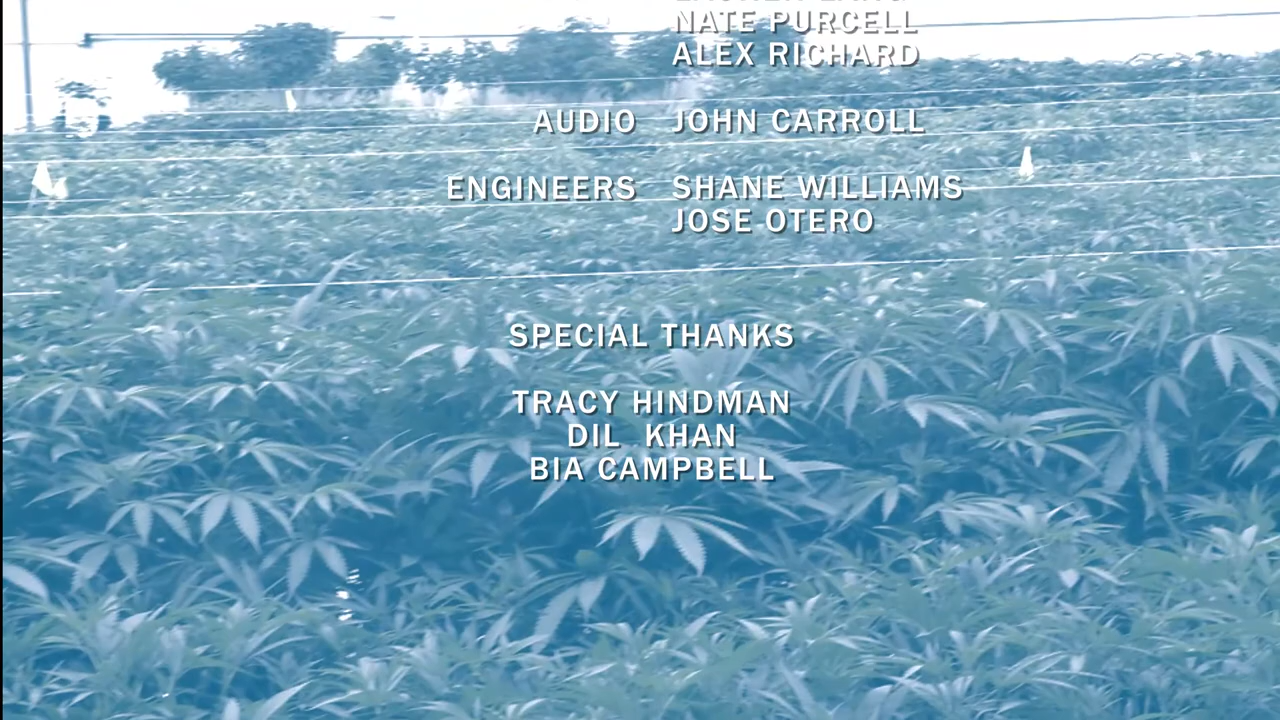 NATE PURCELL
ALEX RICHARD
AUDIO JOHN CARROLL
ENGINEERS SHANE WILLIAMS
JOSE OTERO
SPECIAL THANKS
TRACY HINDMAN
DIL KHAN
BIA CAMPBELL